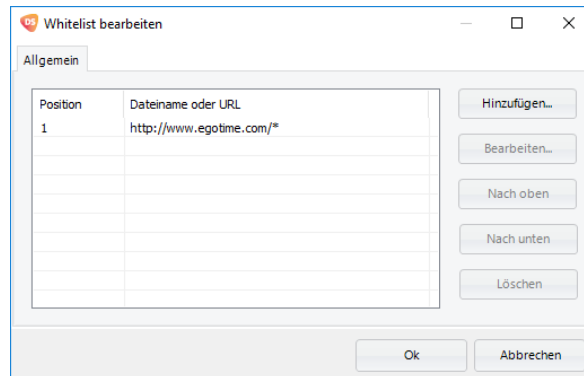 DS Whitelist bearbeiten
Allgemein
Position Dateiname oder URL
1 http://www.egotime.com/*
Hinzufügen...
Bearbeiten...
Nach oben
Nach unten
Löschen
Ok Abbrechen